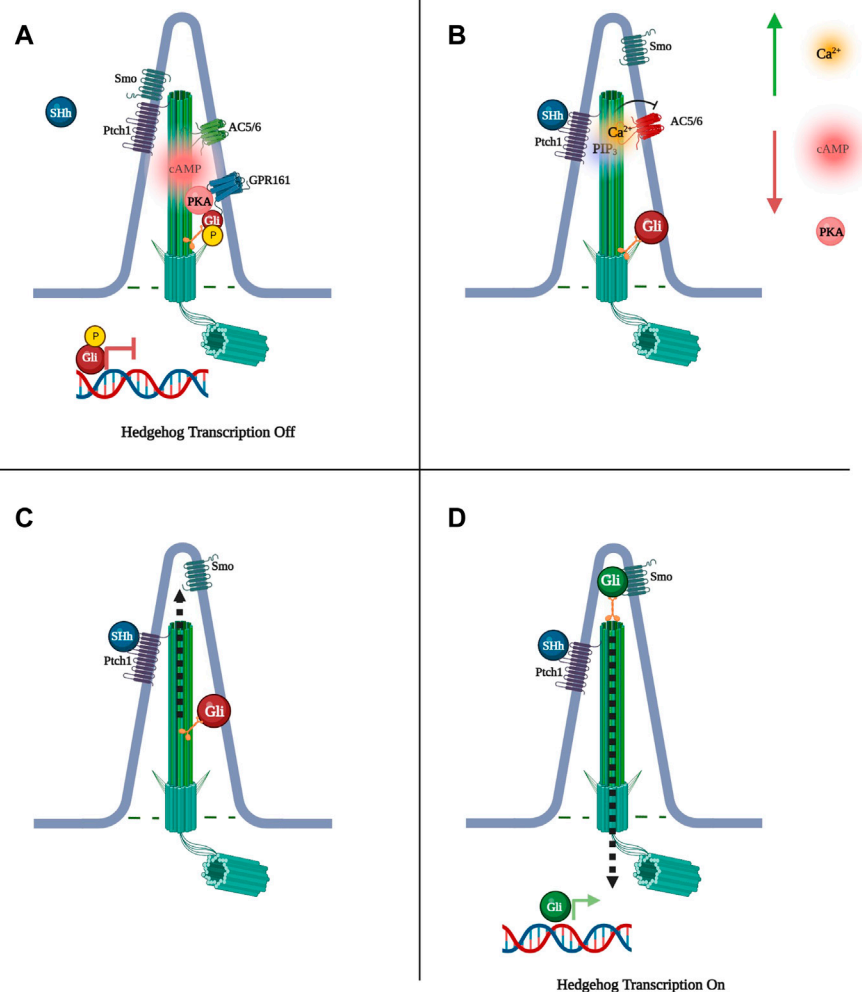 A
Smo
SHh
Ptch1
AC5/6
cAMP
GPR161
PKA
Gli
P
P
Gli
Hedgehog Transcription Off
B
Smo
SHh
Ptch1
Ca2+
AC5/6
PIP3
Gli
Ca2+
cAMP
PKA
C
Smo
SHh
Ptch1
Gli
D
Gli
Smo
SHh
Ptch1
Gli
Hedgehog Transcription On